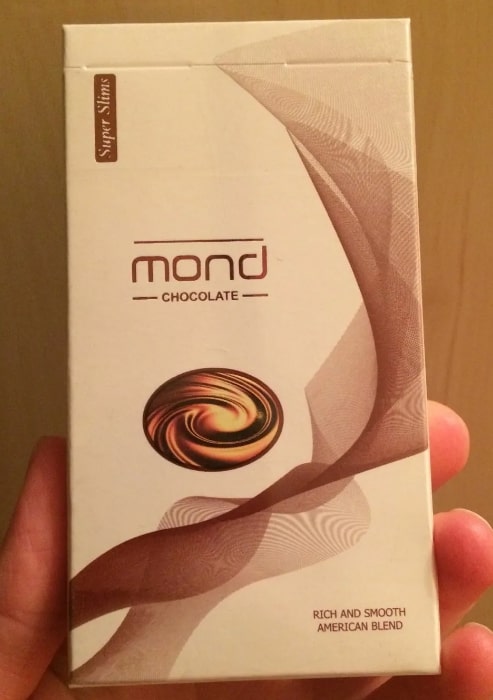 Super Slims
mond
CHOCOLATE
RICH AND SMOOTH
AMERICAN BLEND